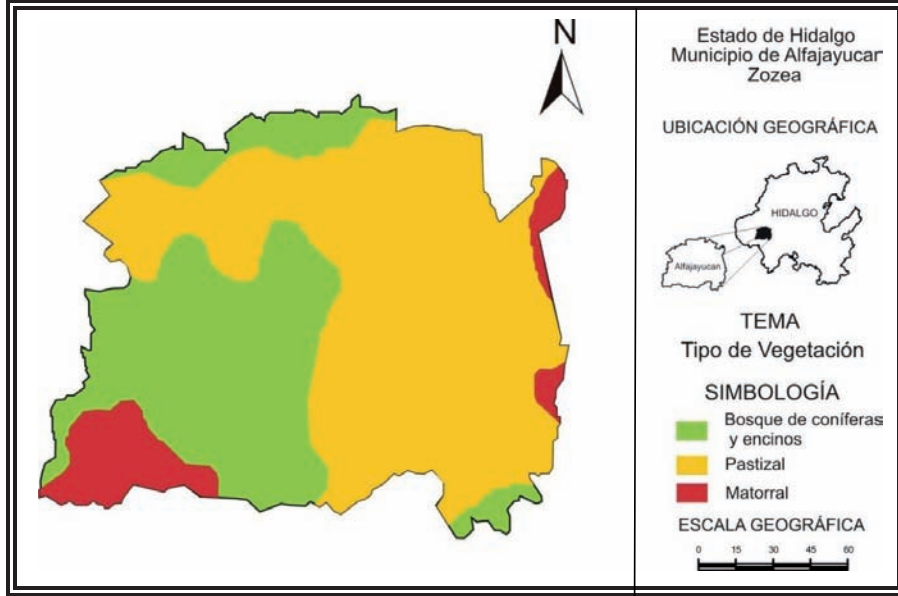 N
Estado de Hidalgo
Municipio de Alfajayucan
Zozea
UBICACIÓN GEOGRÁFICA
HIDALGO
Alfajayucan
TEMA
Tipo de Vegetación
SIMBOLOGÍA
Bosque de coníferas
y encinos
Pastizal
Matorral
ESCALA GEOGRÁFICA
0 15 30 45 60